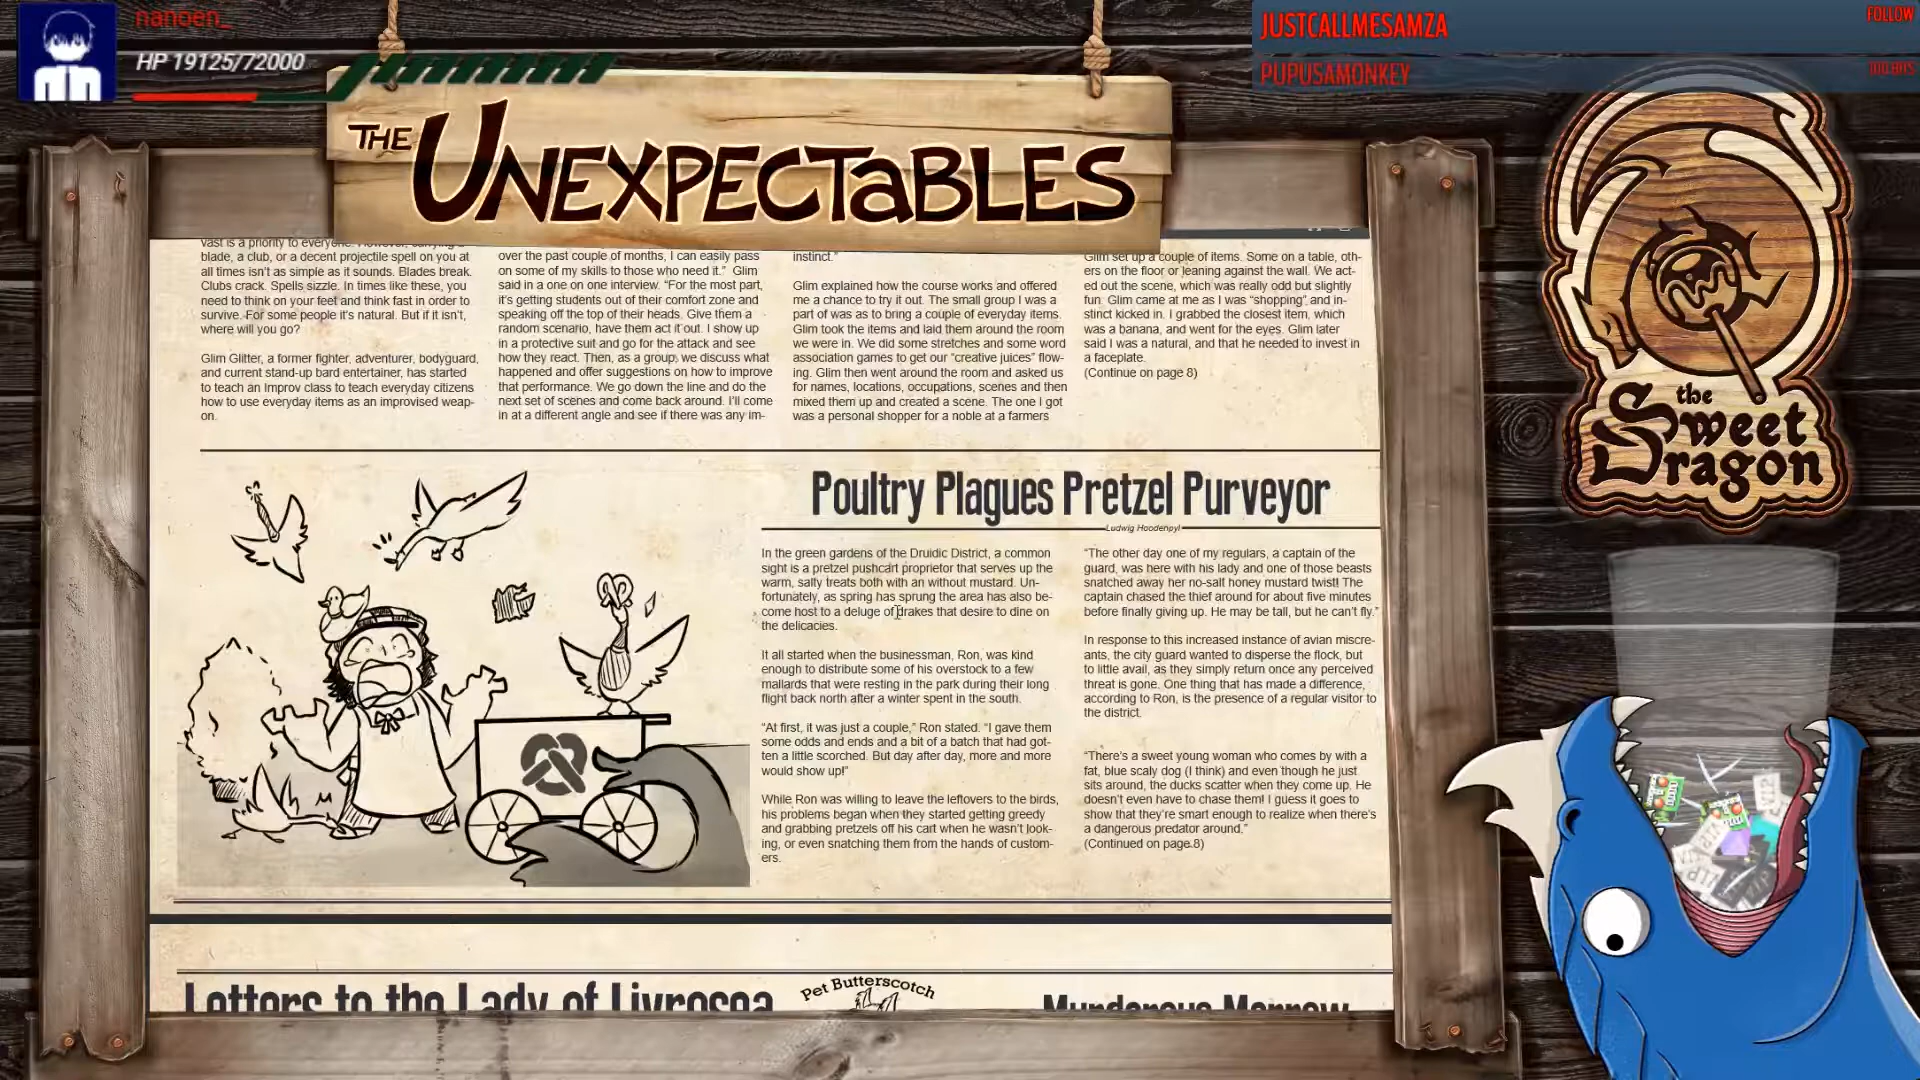 nanoen_
HP 19125/72000
JUSTCALLMESAMZA
FOLLOW
PUPUSAMONKEY
100 BITS
THE UNEXPECTABLES
the
Sweet
Dragon
vast is a priority to everyone. However, carrying a
blade, a club, or a decent projectile spell on you at
all times isn't as simple as it sounds. Blades break.
Clubs crack. Spells sizzle. In times like these, you
need to think on your feet and think fast in order to
survive. For some people it's natural. But if it isn't,
where will you go?
Glim Glitter, a former fighter, adventurer, bodyguard,
and current stand-up bard entertainer, has started
to teach an Improv class to teach everyday citizens
how to use everyday items as an improvised weap-
on.
over the past couple of months, I can easily pass
on some of my skills to those who need it." Glim
said in a one on one interview. "For the most part,
it's getting students out of their comfort zone and
speaking off the top of their heads. Give them a
random scenario, have them act it out. I show up
in a protective suit and go for the attack and see
how they react. Then, as a group, we discuss what
happened and offer suggestions on how to improve
that performance. We go down the line and do the
next set of scenes and come back around. I'll come
in at a different angle and see if there was any im-
instinct."
Glim explained how the course works and offered
me a chance to try it out. The small group I was a
part of was as to bring a couple of everyday items.
Glim took the items and laid them around the room
we were in. We did some stretches and some word
association games to get our "creative juices" flow-
ing. Glim then went around the room and asked us
for names, locations, occupations, scenes and then
mixed them up and created a scene. The one I got
was a personal shopper for a noble at a farmers
Glim set up a couple of items. Some on a table, oth-
ers on the floor or leaning against the wall. We act-
ed out the scene, which was really odd but slightly
fun. Glim came at me as I was "shopping" and in-
stinct kicked in. I grabbed the closest item, which
was a banana, and went for the eyes. Glim later
said I was a natural, and that he needed to invest in
a faceplate.
(Continue on page 8)
Poultry Plagues Pretzel Purveyor
Ludwig Hoodenpyl
In the green gardens of the Druidic District, a common
sight is a pretzel pushcart proprietor that serves up the
warm, salty treats both with an without mustard. Un-
fortunately, as spring has sprung the area has also be-
come host to a deluge of drakes that desire to dine on
the delicacies.
It all started when the businessman, Ron, was kind
enough to distribute some of his overstock to a few
mallards that were resting in the park during their long
flight back north after a winter spent in the south.
"At first, it was just a couple," Ron stated. "I gave them
some odds and ends and a bit of a batch that had got-
ten a little scorched. But day after day, more and more
would show up!"
While Ron was willing to leave the leftovers to the birds,
his problems began when they started getting greedy
and grabbing pretzels off his cart when he wasn't look-
ing, or even snatching them from the hands of custom-
ers.
"The other day one of my regulars, a captain of the
guard, was here with his lady and one of those beasts
snatched away her no-salt honey mustard twist! The
captain chased the thief around for about five minutes
before finally giving up. He may be tall, but he can't fly."
In response to this increased instance of avian miscre-
ants, the city guard wanted to disperse the flock, but
to little avail, as they simply return once any perceived
threat is gone. One thing that has made a difference,
according to Ron, is the presence of a regular visitor to
the district.
"There's a sweet young woman who comes by with a
fat, blue scaly dog (I think) and even though he just
sits around, the ducks scatter when they come up. He
doesn't even have to chase them! I guess it goes to
show that they're smart enough to realize when there's
a dangerous predator around."
(Continued on page 8)
Letters to the Lady of Livrosea
Pet Butterscotch
Murderous Morrow
VIP